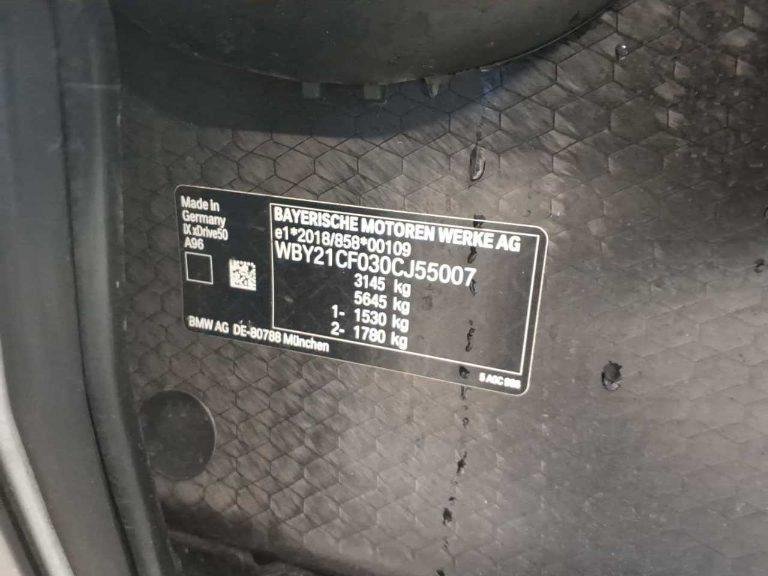 Made in
Germany
iX xDrive50
A96
BAYERISCHE MOTOREN WERKE AG
e1*2018/858*00109
WBY21CF030CJ55007
3145 kg
5645 kg
1- 1530 kg
2- 1780 kg
BMW AG DE-80788 München